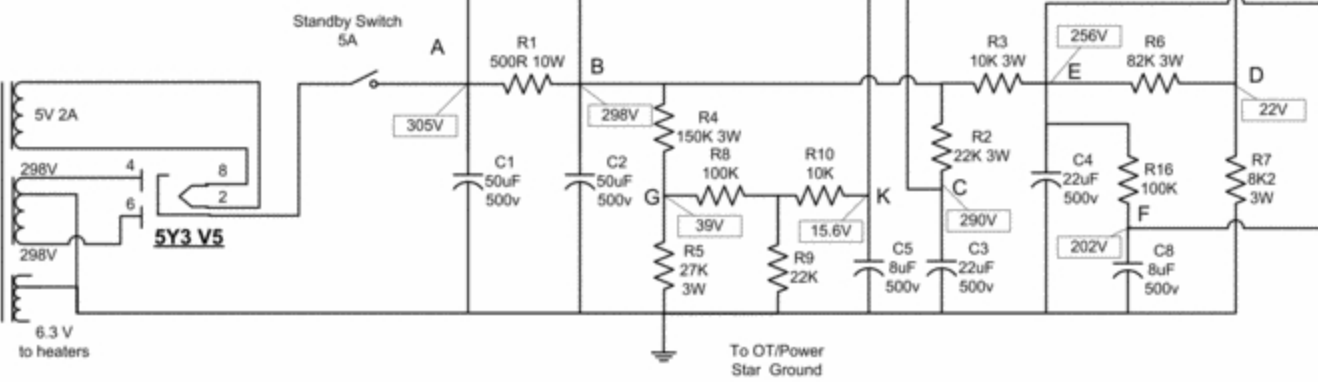 Standby Switch
5A
A
R1
500R 10W
B
R3
10K 3W
256V
E
R6
82K 3W
D
22V
5V 2A
305V
298V
R4
150K 3W
R2
22K 3W
298V
4
8
2
6
5Y3 V5
298V
C1
50uF
500v
C2
50uF
500v
R8
100K
R10
10K
G
39V
K
15.6V
C
290V
C4
22uF
500v
R16
100K
R7
8K2
3W
F
202V
R5
27K
3W
R9
22K
C5
8uF
500v
C3
22uF
500v
C8
8uF
500v
6.3 V
to heaters
To OT/Power
Star Ground